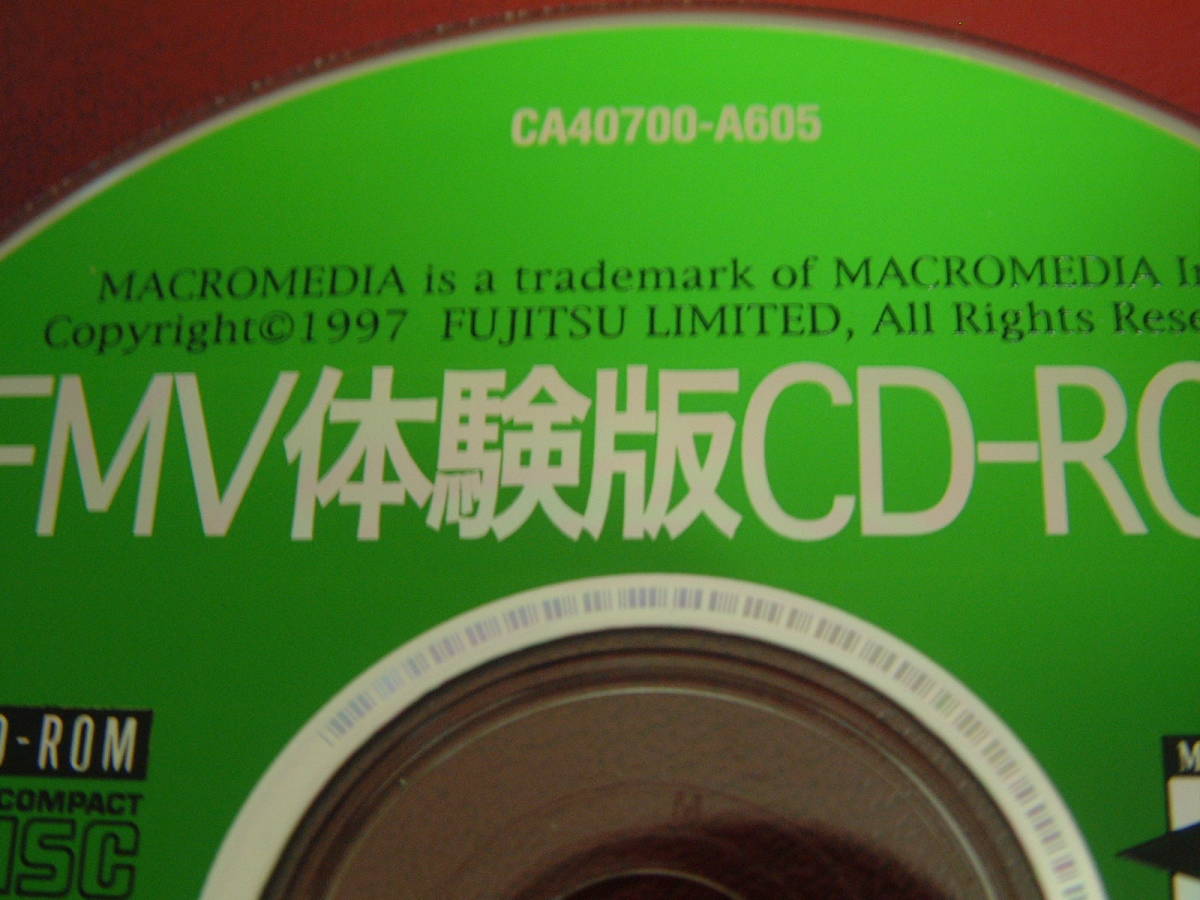 CA40700-A605
MACROMEDIA is a trademark of MACROMEDIA In
Copyright©1997 FUJITSU LIMITED, All Rights Rese
FMV体験版CD-RO
D-ROM
COMPACT
ISC
M